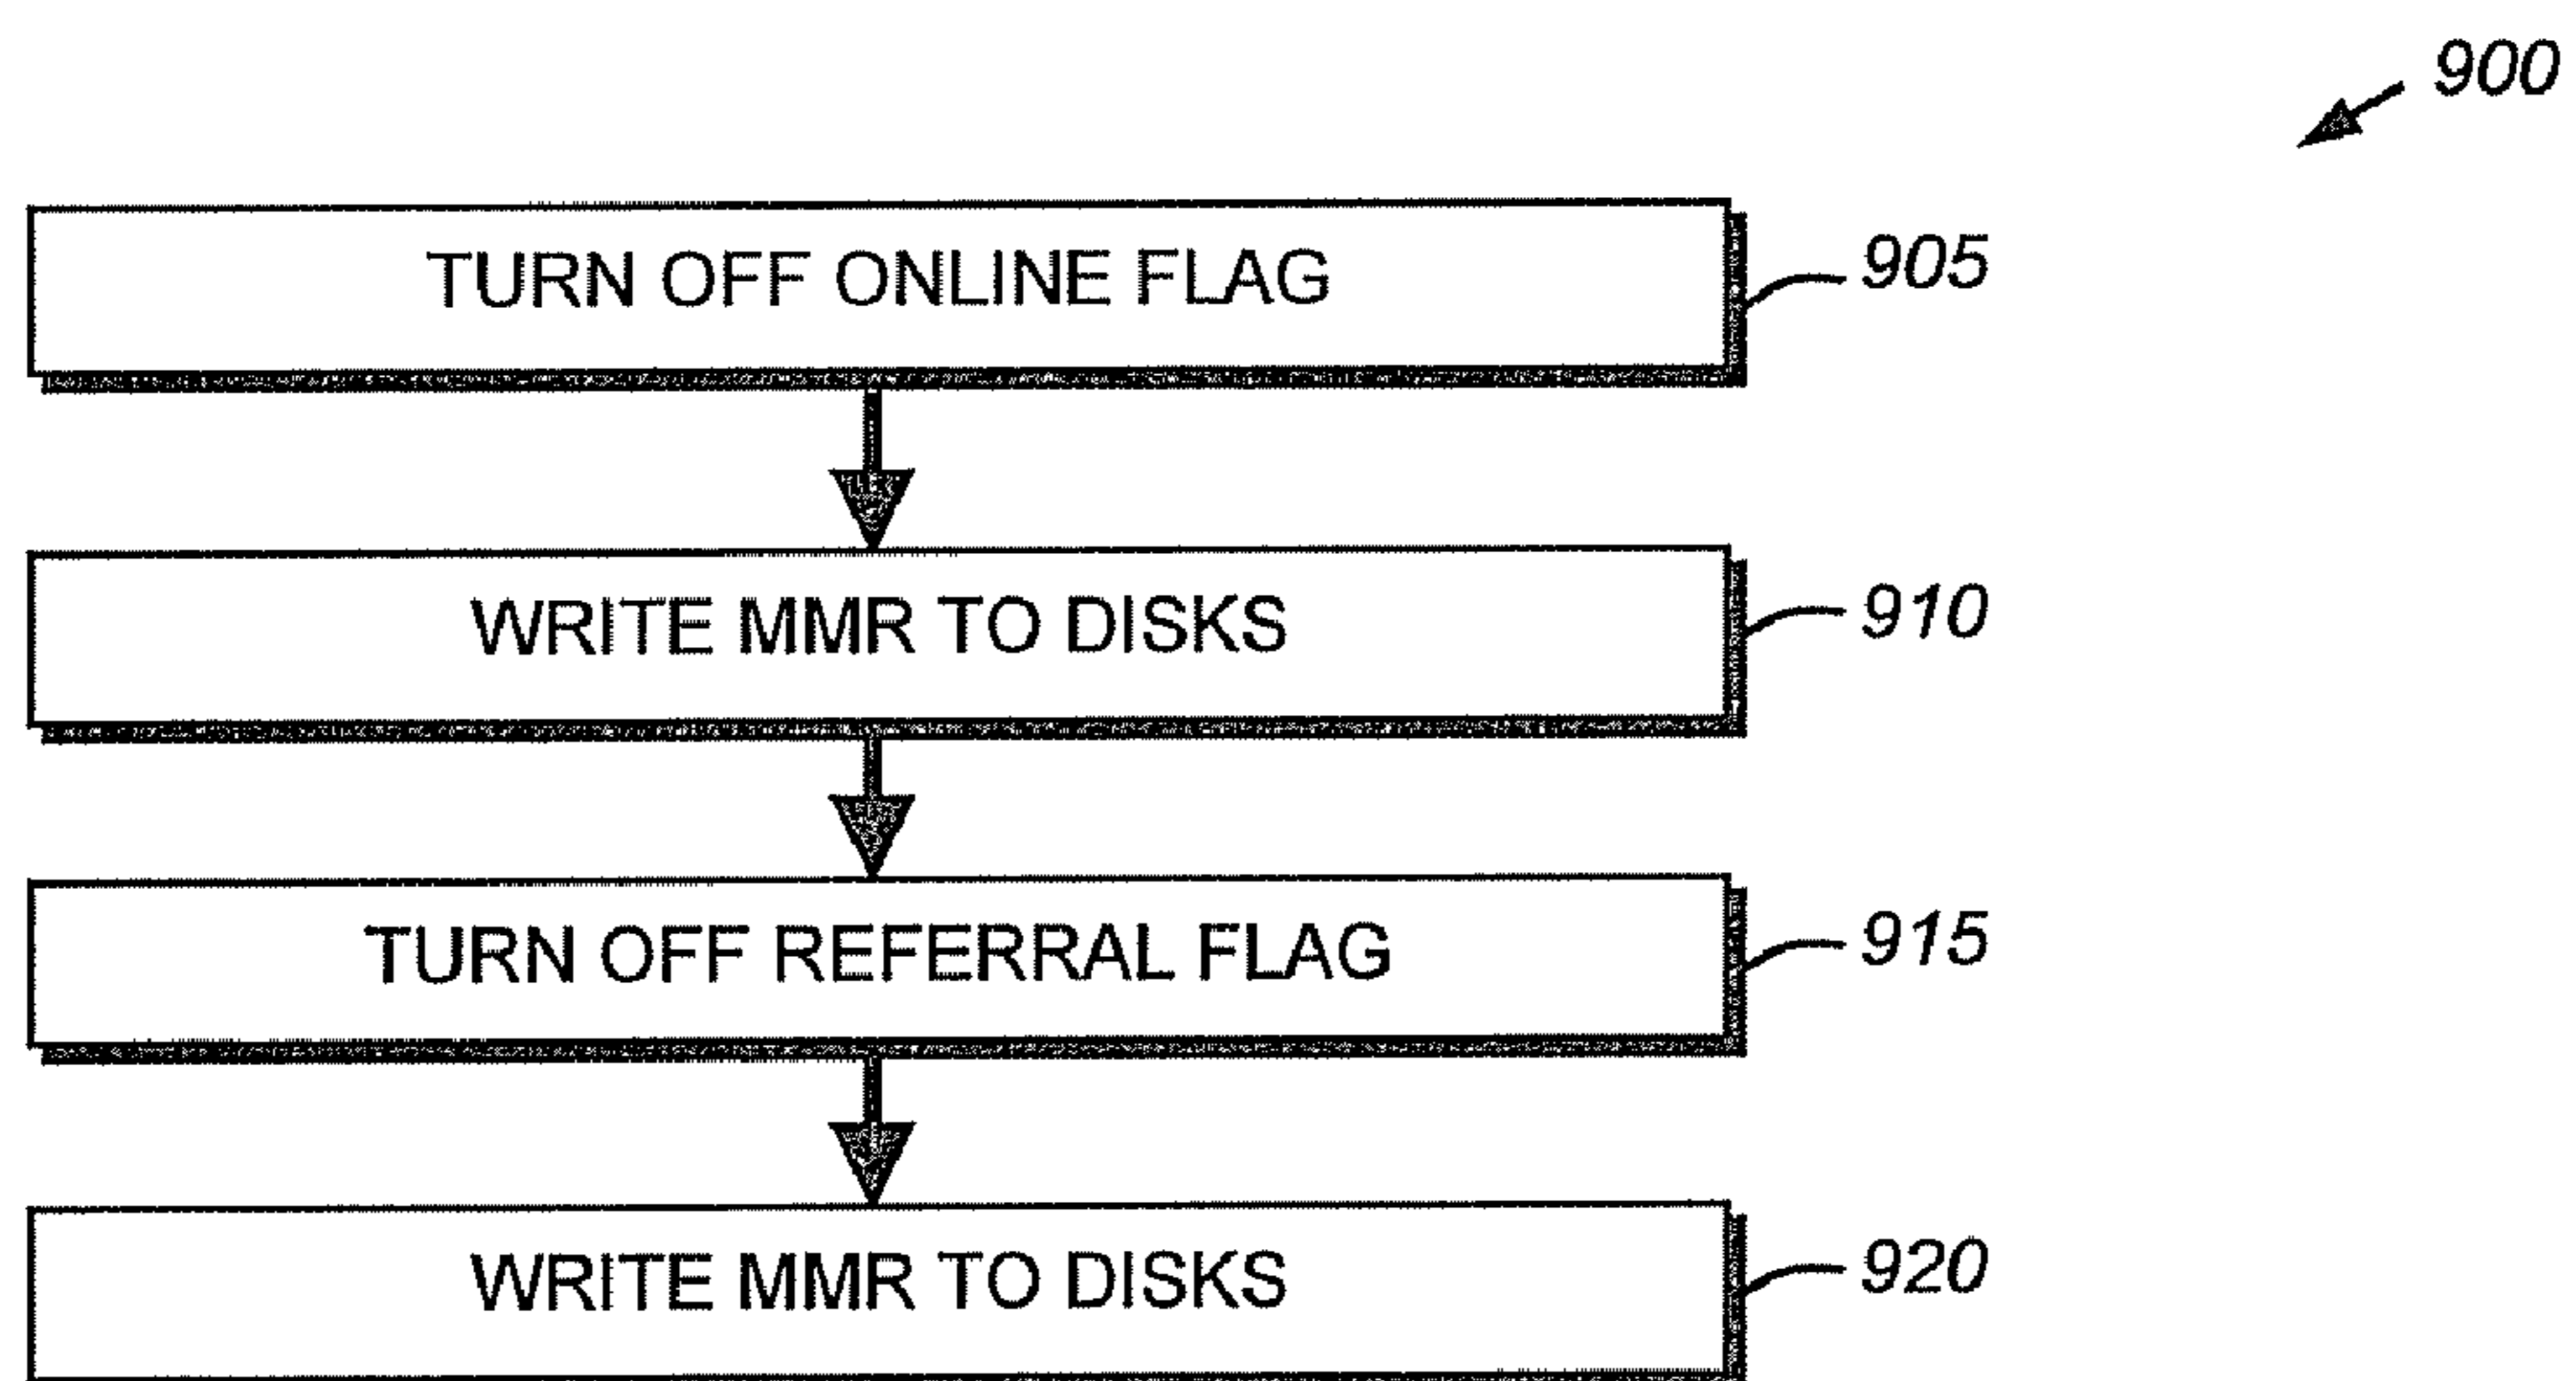 900
TURN OFF ONLINE FLAG
905
WRITE MMR TO DISKS
910
TURN OFF REFERRAL FLAG
915
WRITE MMR TO DISKS
920